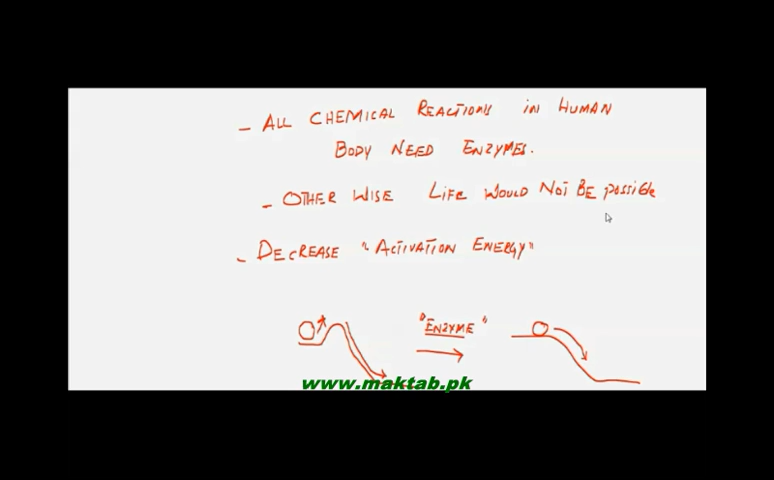 - ALL CHEMICAL REACTIONS in HUMAN
BODY NEED ENZYMES.
- OTHER WISE LiFe WOULD NOT BE possible
- DECREASE "ACTIVATION ENERGY"
"ENZYME"
www.maktab.pk